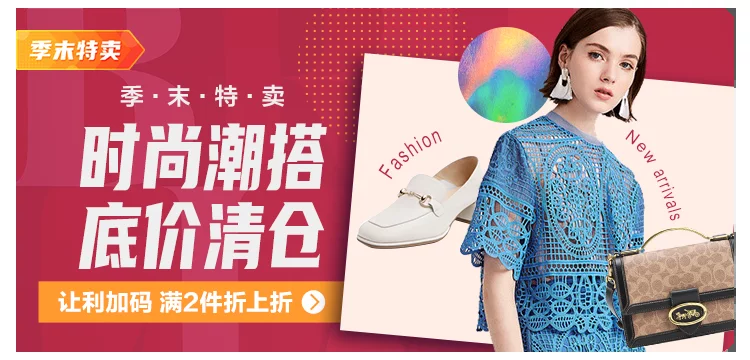 季末特卖
季·末·特·卖
时尚潮搭
底价清仓
让利加码 满2件折上折
Fashion
New arrivals